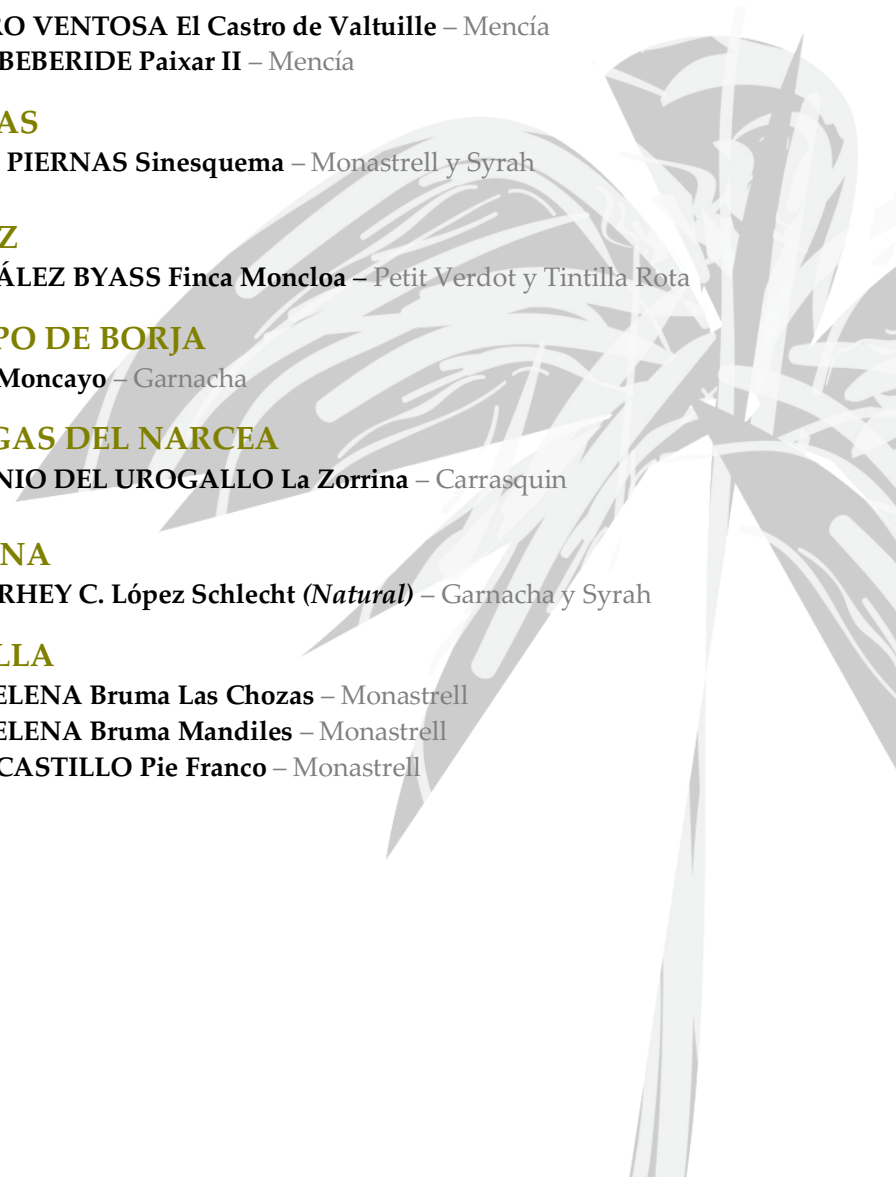 RO VENTOSA El Castro de Valtuille – Mencía
BEBERIDE Paixar II – Mencía
AS
PIERNAS Sinesquema – Monastrell y Syrah
Z
ÁLEZ BYASS Finca Moncloa – Petit Verdot y Tintilla Rota
PO DE BORJA
Moncayo – Garnacha
GAS DEL NARCEA
NIO DEL UROGALLO La Zorrina – Carrasquin
NA
RHEY C. López Schlecht (Natural) – Garnacha y Syrah
LLA
ELENA Bruma Las Chozas – Monastrell
ELENA Bruma Mandiles – Monastrell
CASTILLO Pie Franco – Monastrell